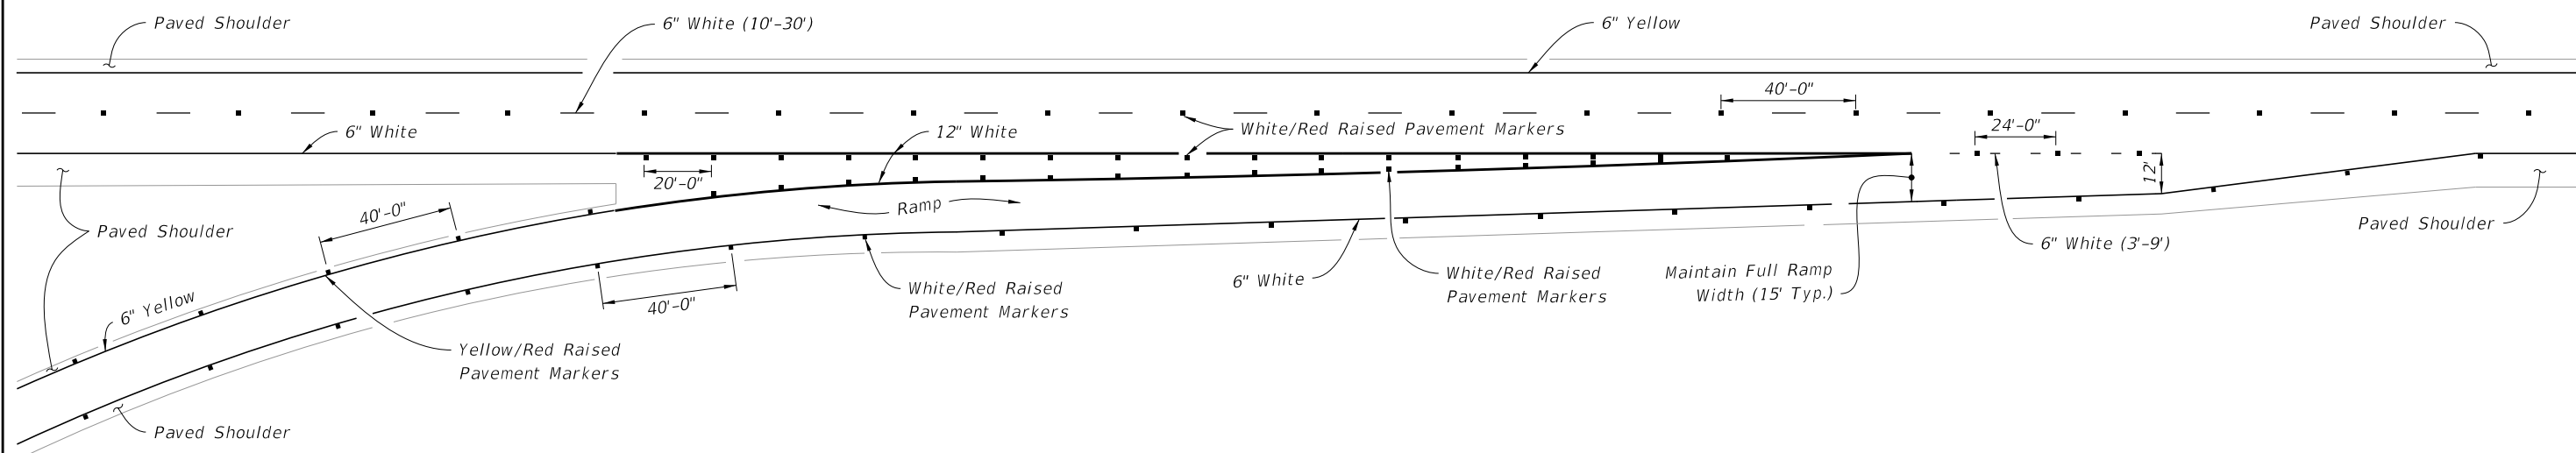 Paved Shoulder
6" White (10'-30')
6" Yellow
Paved Shoulder
40'-0"
6" White
12" White
White/Red Raised Pavement Markers
24'-0"
12'
20'-0"
40'-0"
Ramp
Paved Shoulder
Paved Shoulder
6" White (3'-9')
6" Yellow
40'-0"
White/Red Raised
Pavement Markers
6" White
White/Red Raised
Pavement Markers
Maintain Full Ramp
Width (15' Typ.)
Yellow/Red Raised
Pavement Markers
Paved Shoulder